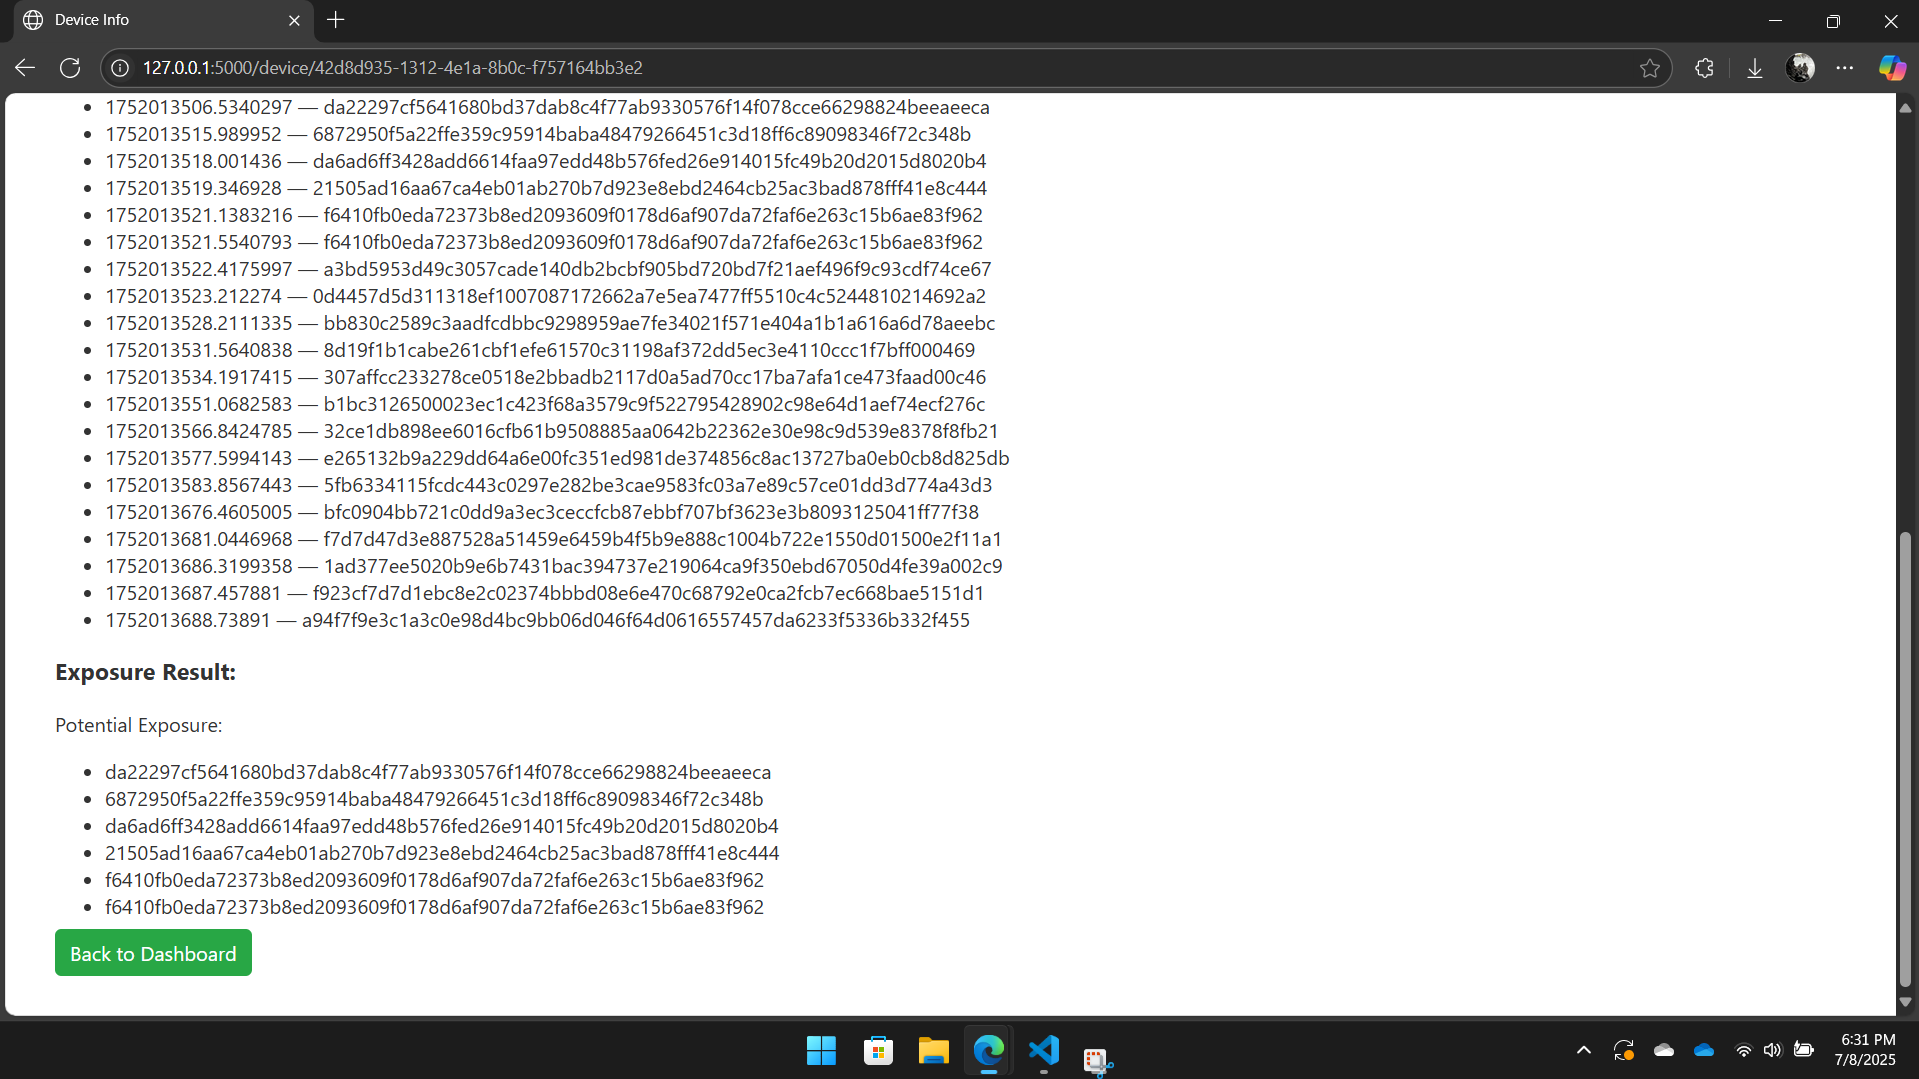 Device Info
127.0.0.1:5000/device/42d8d935-1312-4e1a-8b0c-f757164bb3e2
1752013506.5340297 — da22297cf5641680bd37dab8c4f77ab9330576f14f078cce66298824beeaeeca
1752013515.989952 — 6872950f5a22ffe359c95914baba48479266451c3d18ff6c89098346f72c348b
1752013518.001436 — da6ad6ff3428add6614faa97edd48b576fed26e914015fc49b20d2015d8020b4
1752013519.346928 — 21505ad16aa67ca4eb01ab270b7d923e8ebd2464cb25ac3bad878fff41e8c444
1752013521.1383216 — f6410fb0eda72373b8ed2093609f0178d6af907da72faf6e263c15b6ae83f962
1752013521.5540793 — f6410fb0eda72373b8ed2093609f0178d6af907da72faf6e263c15b6ae83f962
1752013522.4175997 — a3bd5953d49c3057cade140db2bcbf905bd720bd7f21aef496f9c93cdf74ce67
1752013523.212274 — 0d4457d5d311318ef1007087172662a7e5ea7477ff5510c4c5244810214692a2
1752013528.2111335 — bb830c2589c3aadfcdbbc9298959ae7fe34021f571e404a1b1a616a6d78aeebc
1752013531.5640838 — 8d19f1b1cabe261cbf1efe61570c31198af372dd5ec3e4110ccc1f7bff000469
1752013534.1917415 — 307affcc233278ce0518e2bbadb2117d0a5ad70cc17ba7afa1ce473faad00c46
1752013551.0682583 — b1bc3126500023ec1c423f68a3579c9f522795428902c98e64d1aef74ecf276c
1752013566.8424785 — 32ce1db898ee6016cfb61b9508885aa0642b22362e30e98c9d539e8378f8fb21
1752013577.5994143 — e265132b9a229dd64a6e00fc351ed981de374856c8ac13727ba0eb0cb8d825db
1752013583.8567443 — 5fb6334115fcdc443c0297e282be3cae9583fc03a7e89c57ce01dd3d774a43d3
1752013676.4605005 — bfc0904bb721c0dd9a3ec3ceccfcb87ebbf707bf3623e3b8093125041ff77f38
1752013681.0446968 — f7d7d47d3e887528a51459e6459b4f5b9e888c1004b722e1550d01500e2f11a1
1752013686.3199358 — 1ad377ee5020b9e6b7431bac394737e219064ca9f350ebd67050d4fe39a002c9
1752013687.457881 — f923cf7d7d1ebc8e2c02374bbbd08e6e470c68792e0ca2fcb7ec668bae5151d1
1752013688.73891 — a94f7f9e3c1a3c0e98d4bc9bb06d046f64d0616557457da6233f5336b332f455
Exposure Result:
Potential Exposure:
da22297cf5641680bd37dab8c4f77ab9330576f14f078cce66298824beeaeeca
6872950f5a22ffe359c95914baba48479266451c3d18ff6c89098346f72c348b
da6ad6ff3428add6614faa97edd48b576fed26e914015fc49b20d2015d8020b4
21505ad16aa67ca4eb01ab270b7d923e8ebd2464cb25ac3bad878fff41e8c444
f6410fb0eda72373b8ed2093609f0178d6af907da72faf6e263c15b6ae83f962
f6410fb0eda72373b8ed2093609f0178d6af907da72faf6e263c15b6ae83f962
Back to Dashboard
6:31 PM
7/8/2025